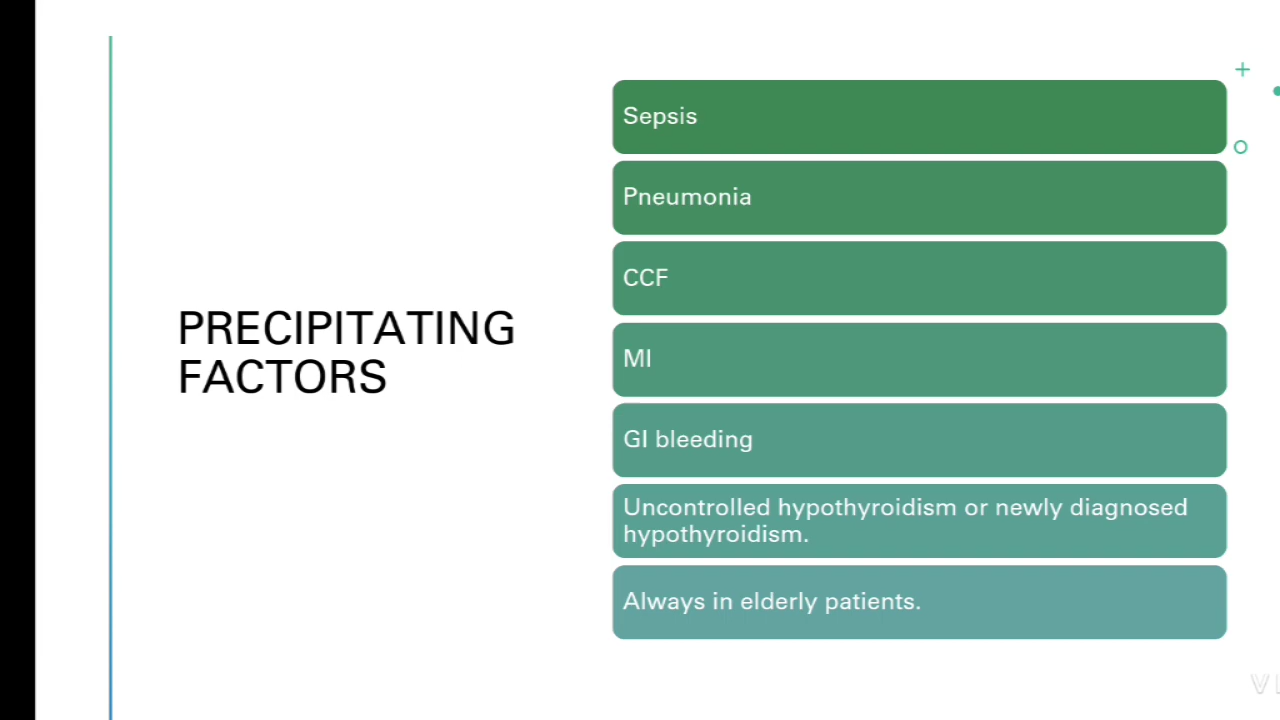 PRECIPITATING
FACTORS
Sepsis
Pneumonia
CCF
MI
GI bleeding
Uncontrolled hypothyroidism or newly diagnosed
hypothyroidism.
Always in elderly patients.